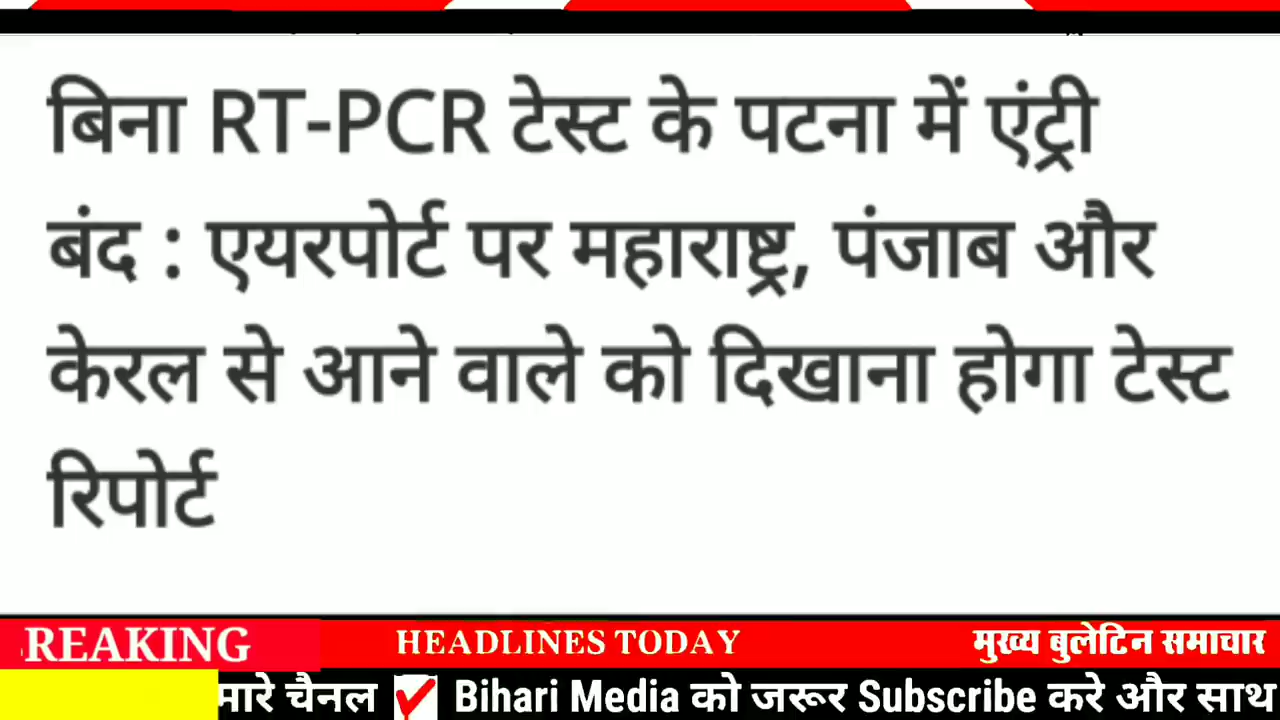 बिना RT-PCR टेस्ट के पटना में एंट्री
बंद : एयरपोर्ट पर महाराष्ट्र, पंजाब और
केरल से आने वाले को दिखाना होगा टेस्ट
रिपोर्ट
REAKING HEADLINES TODAY मुख्य बुलेटिन समाचार
मारे चैनल Bihari Media को जरूर Subscribe करे और साथ